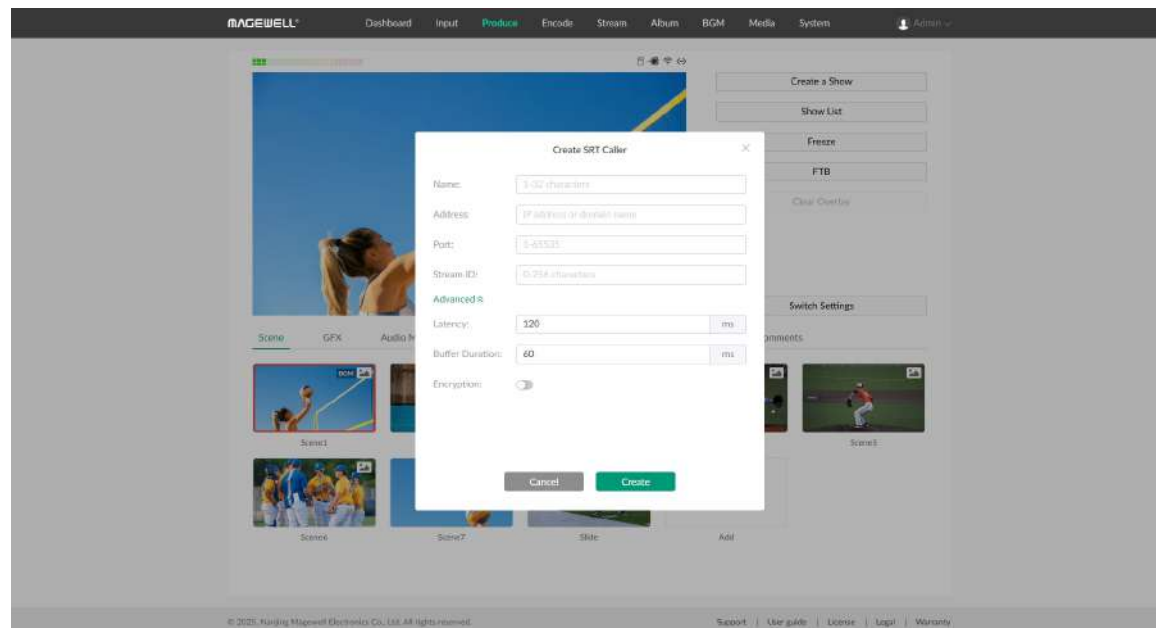 MAGEWELL® Dashboard Input Produce Encode Stream Album BGM Media System Admin
Create a Show
Show List
Freeze
FTB
Clear Overlay
Switch Settings
Create SRT Caller
Name: 1-32 characters
Address: IP address or domain name
Port: 1-65535
Stream ID: 0-256 characters
Advanced
Latency: 120 ms
Buffer Duration: 60 ms
Encryption:
Cancel Create
Scene GFX Audio
BGM
Scene1 Scene5
Scene6 Scene7 Slide Add
© 2025, Nanjing Magewell Electronics Co., Ltd. All rights reserved. Support | User guide | License | Legal | Warranty